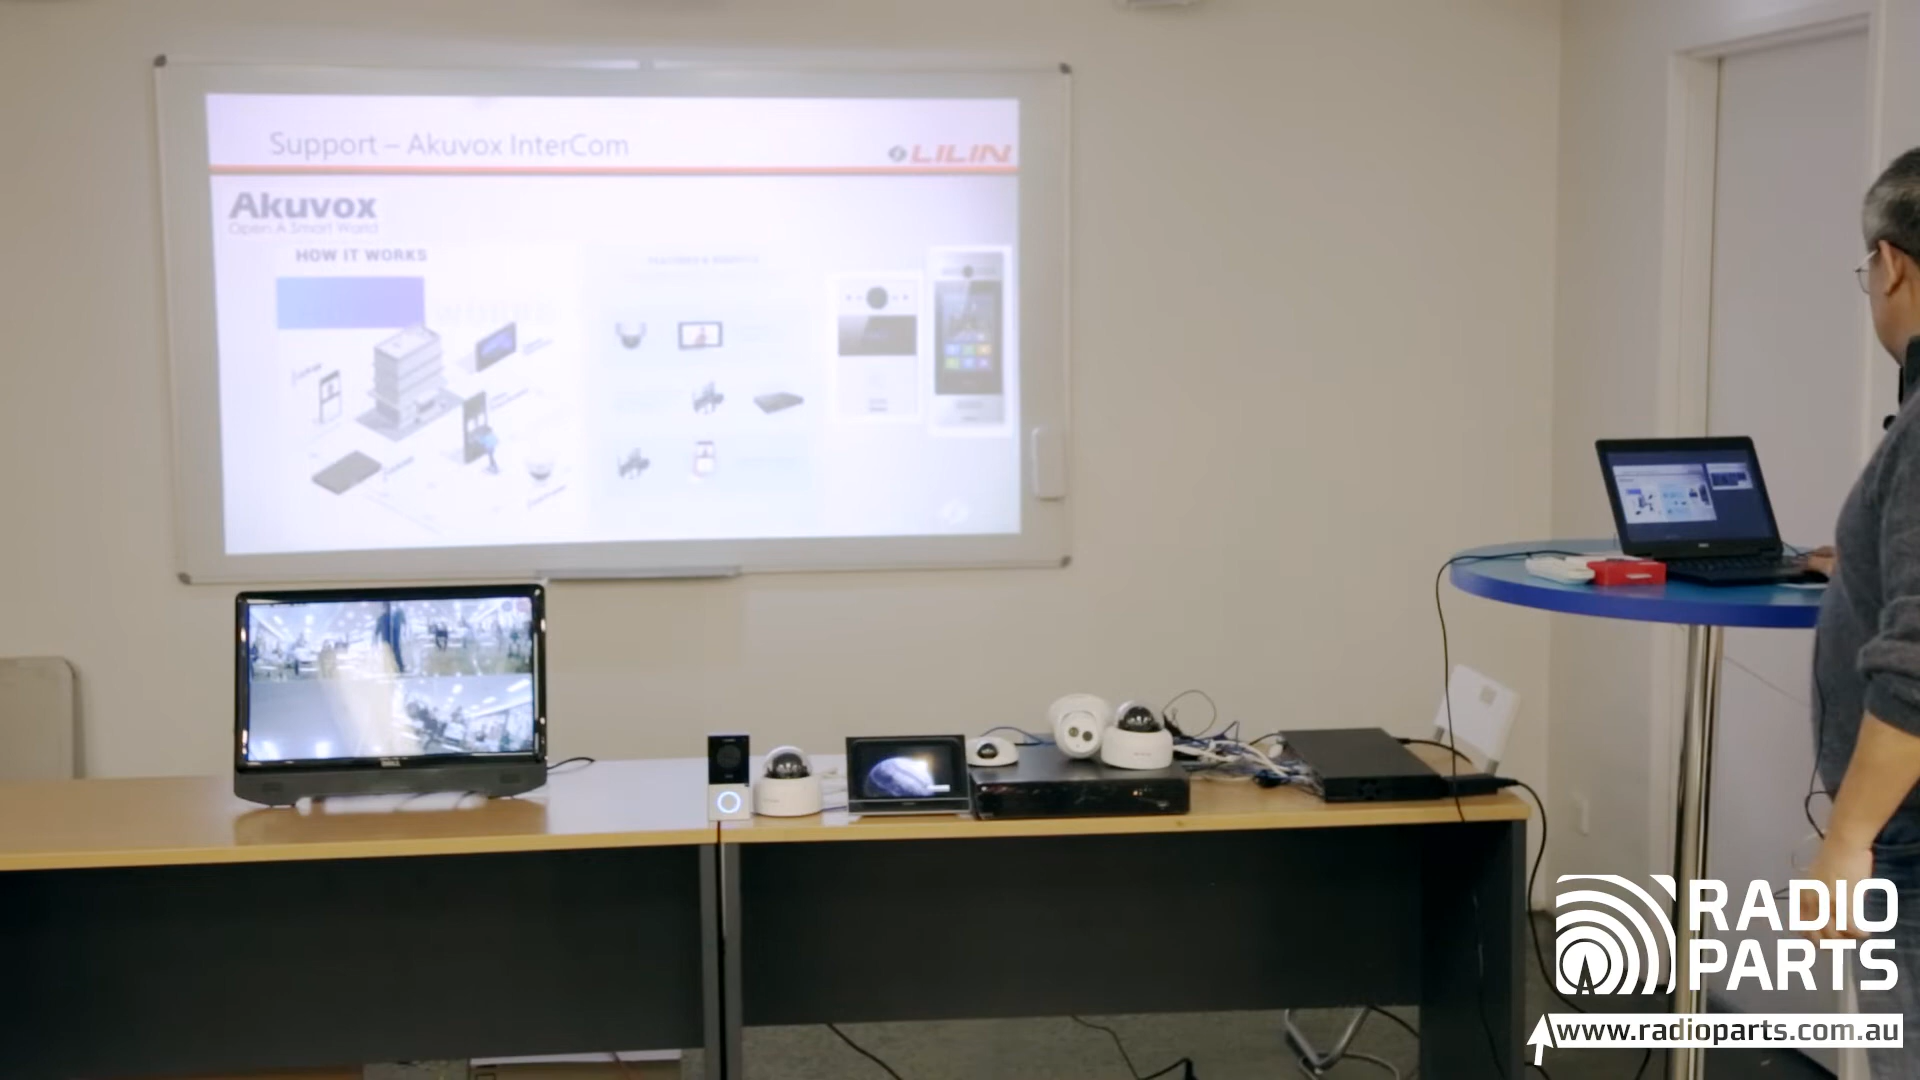 Support – Akuvox InterCom
LILIN
Akuvox
Open A Smart World
HOW IT WORKS
RADIO
PARTS
www.radioparts.com.au